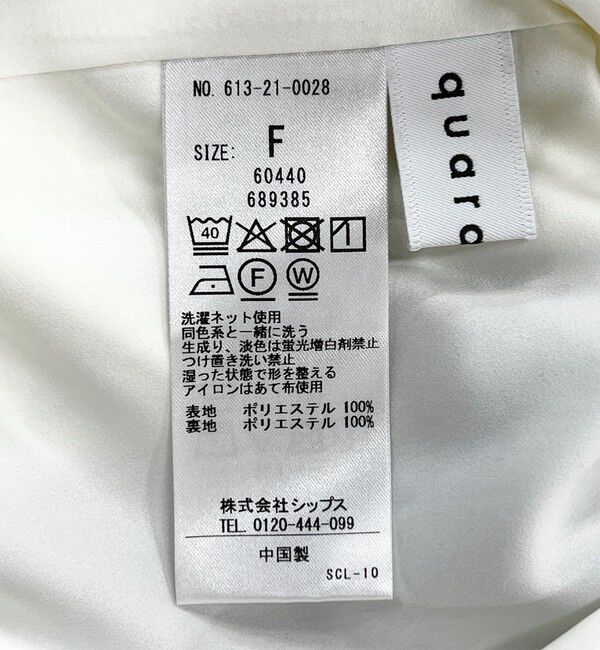 NO. 613-21-0028
SIZE: F
60440
689385
40
F W
洗濯ネット使用
同色系と一緒に洗う
生成り、淡色は蛍光増白剤禁止
つけ置き洗い禁止
湿った状態で形を整える
アイロンはあて布使用
表地 ポリエステル 100%
裏地 ポリエステル 100%
株式会社シップス
TEL. 0120-444-099
中国製
SCL-10
quaro